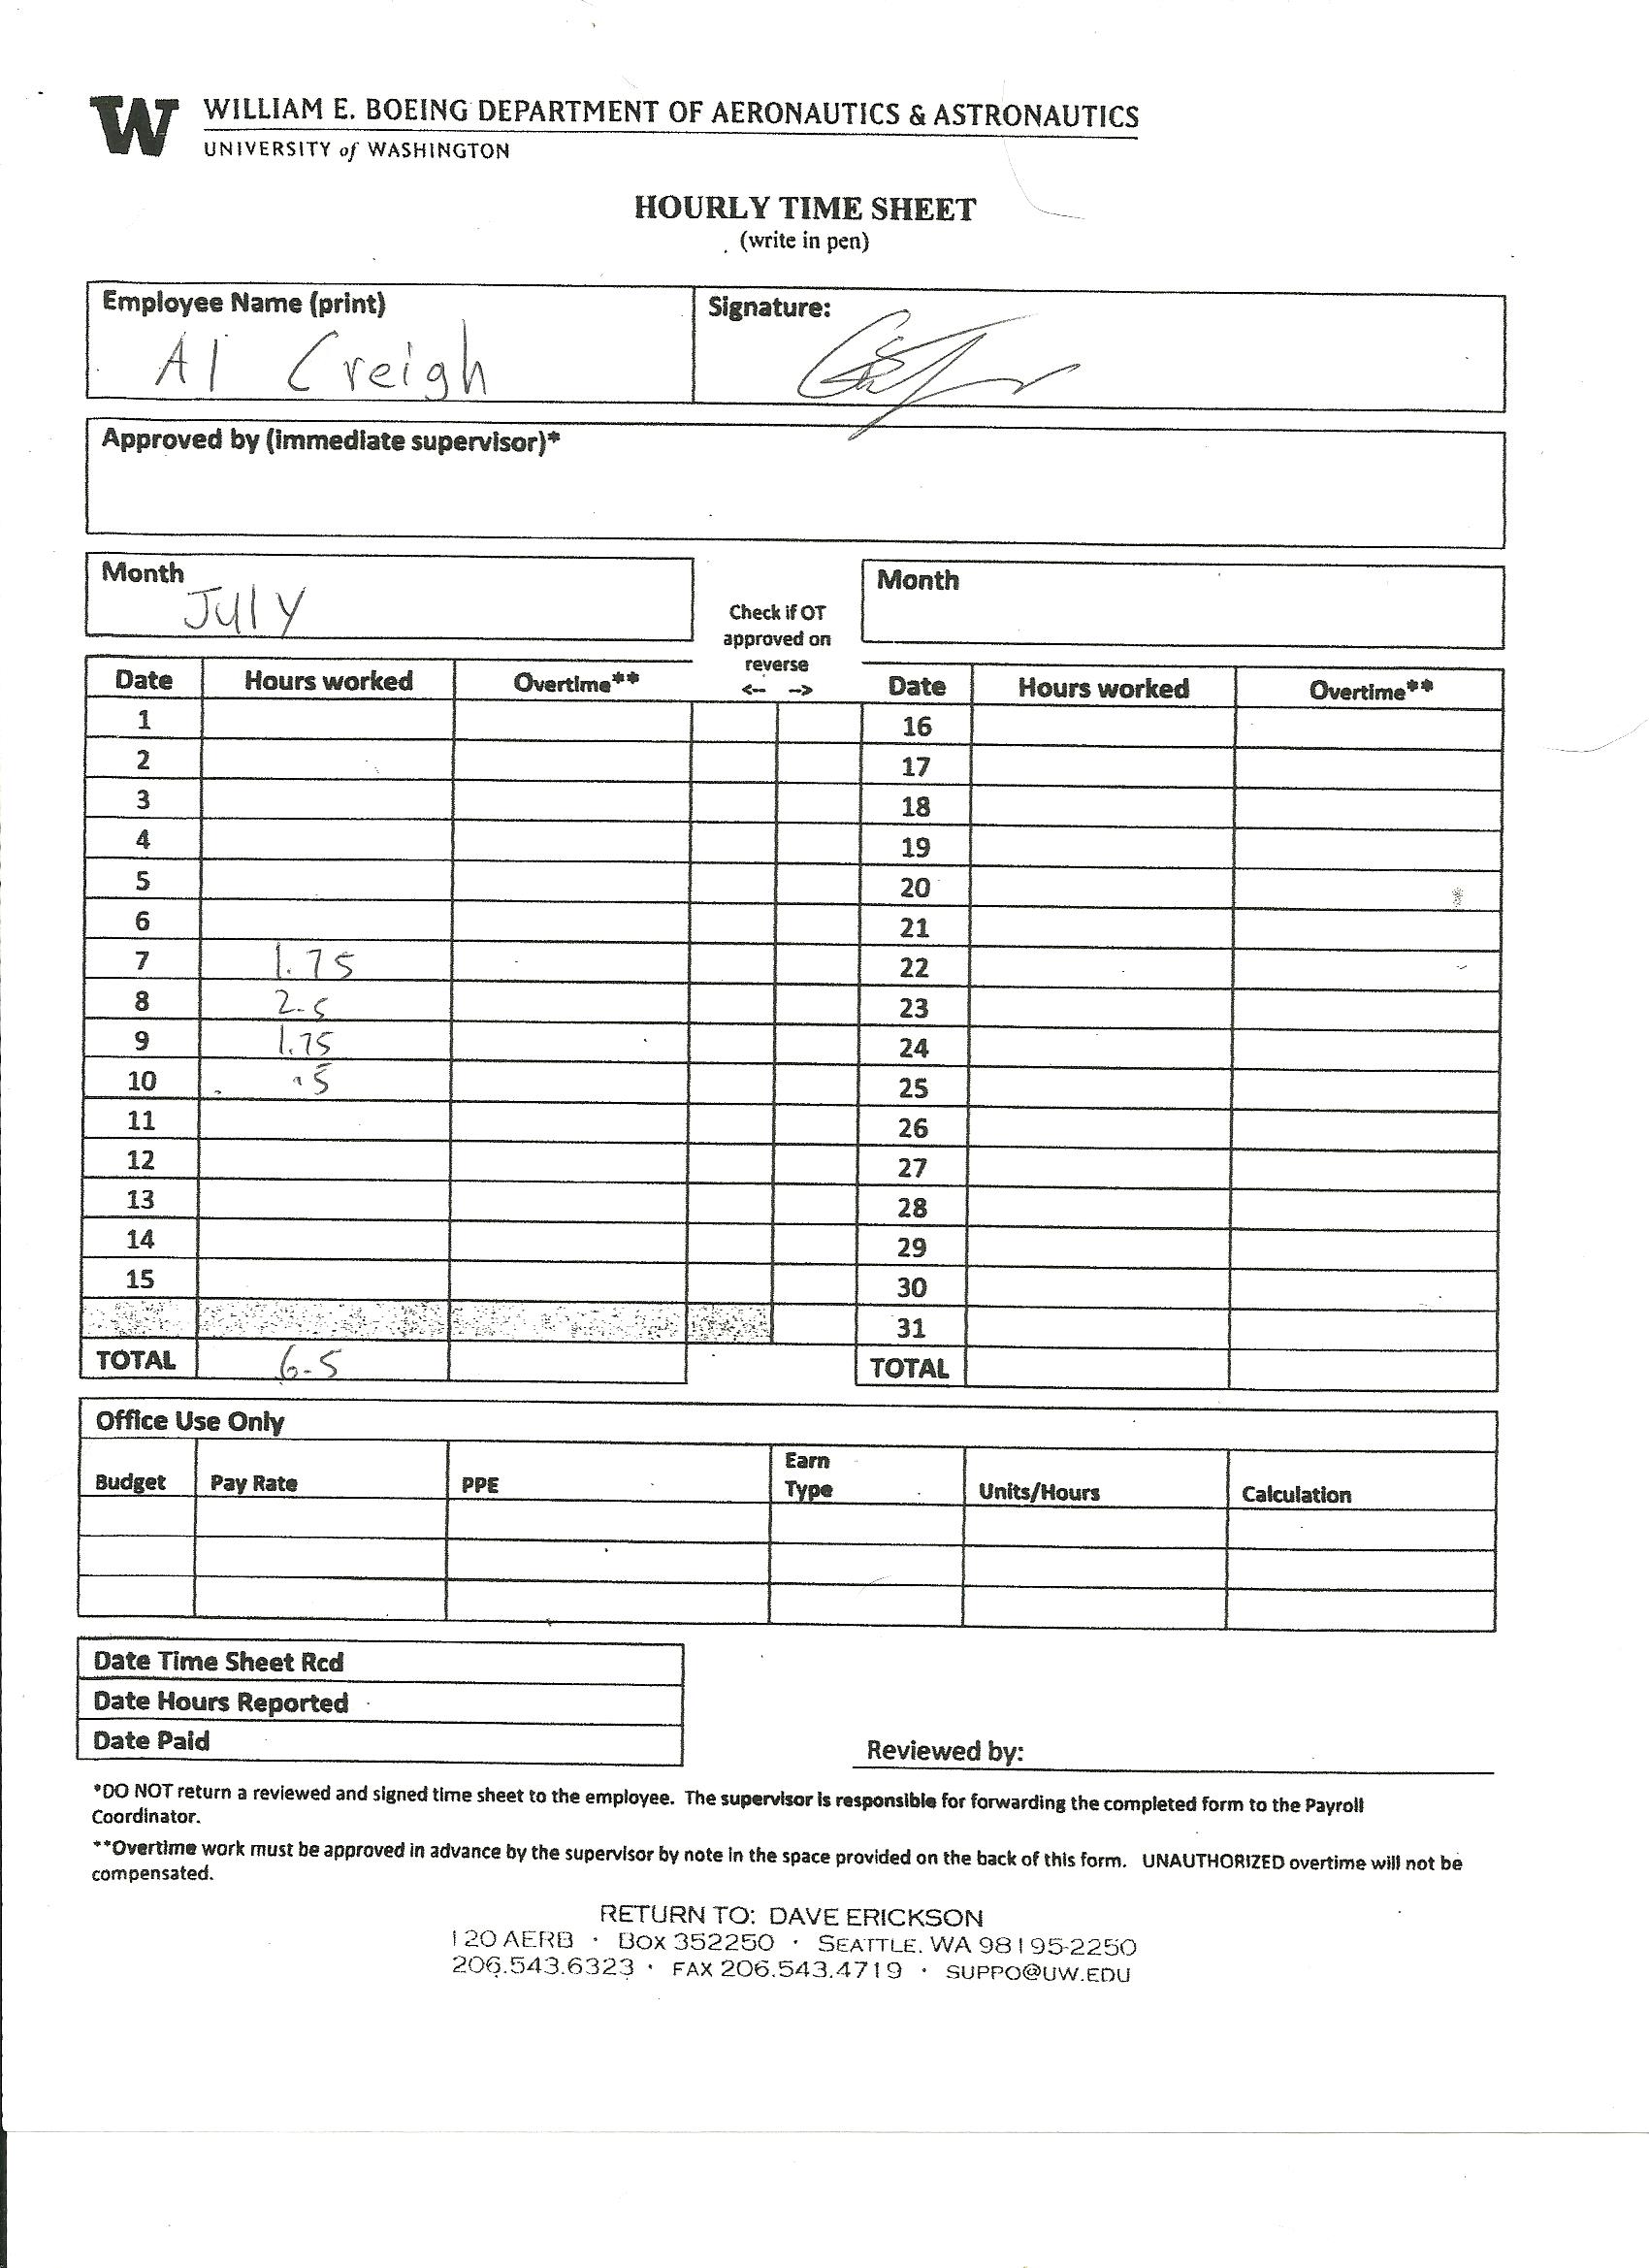 W WILLIAM E. BOEING DEPARTMENT OF AERONAUTICS & ASTRONAUTICS
UNIVERSITY of WASHINGTON
HOURLY TIME SHEET
(write in pen)
Employee Name (print) Signature:
Al Creigh
Approved by (immediate supervisor)*
Month Month
July
Check if OT
approved on
reverse
<-- -->
Date Hours worked Overtime** Date Hours worked Overtime**
1 16
2 17
3 18
4 19
5 20
6 21
7 1.75 22
8 2.5 23
9 1.75 24
10 .5 25
11 26
12 27
13 28
14 29
15 30
31
TOTAL 6.5 TOTAL
Office Use Only
Budget Pay Rate PPE Earn Type Units/Hours Calculation
Date Time Sheet Rcd
Date Hours Reported
Date Paid
Reviewed by:
*DO NOT return a reviewed and signed time sheet to the employee. The supervisor is responsible for forwarding the completed form to the Payroll
Coordinator.
**Overtime work must be approved in advance by the supervisor by note in the space provided on the back of this form. UNAUTHORIZED overtime will not be
compensated.
RETURN TO: DAVE ERICKSON
120 AERB · BOX 352250 · SEATTLE, WA 98195-2250
206.543.6323 · FAX 206.543.4719 · SUPPO@UW.EDU